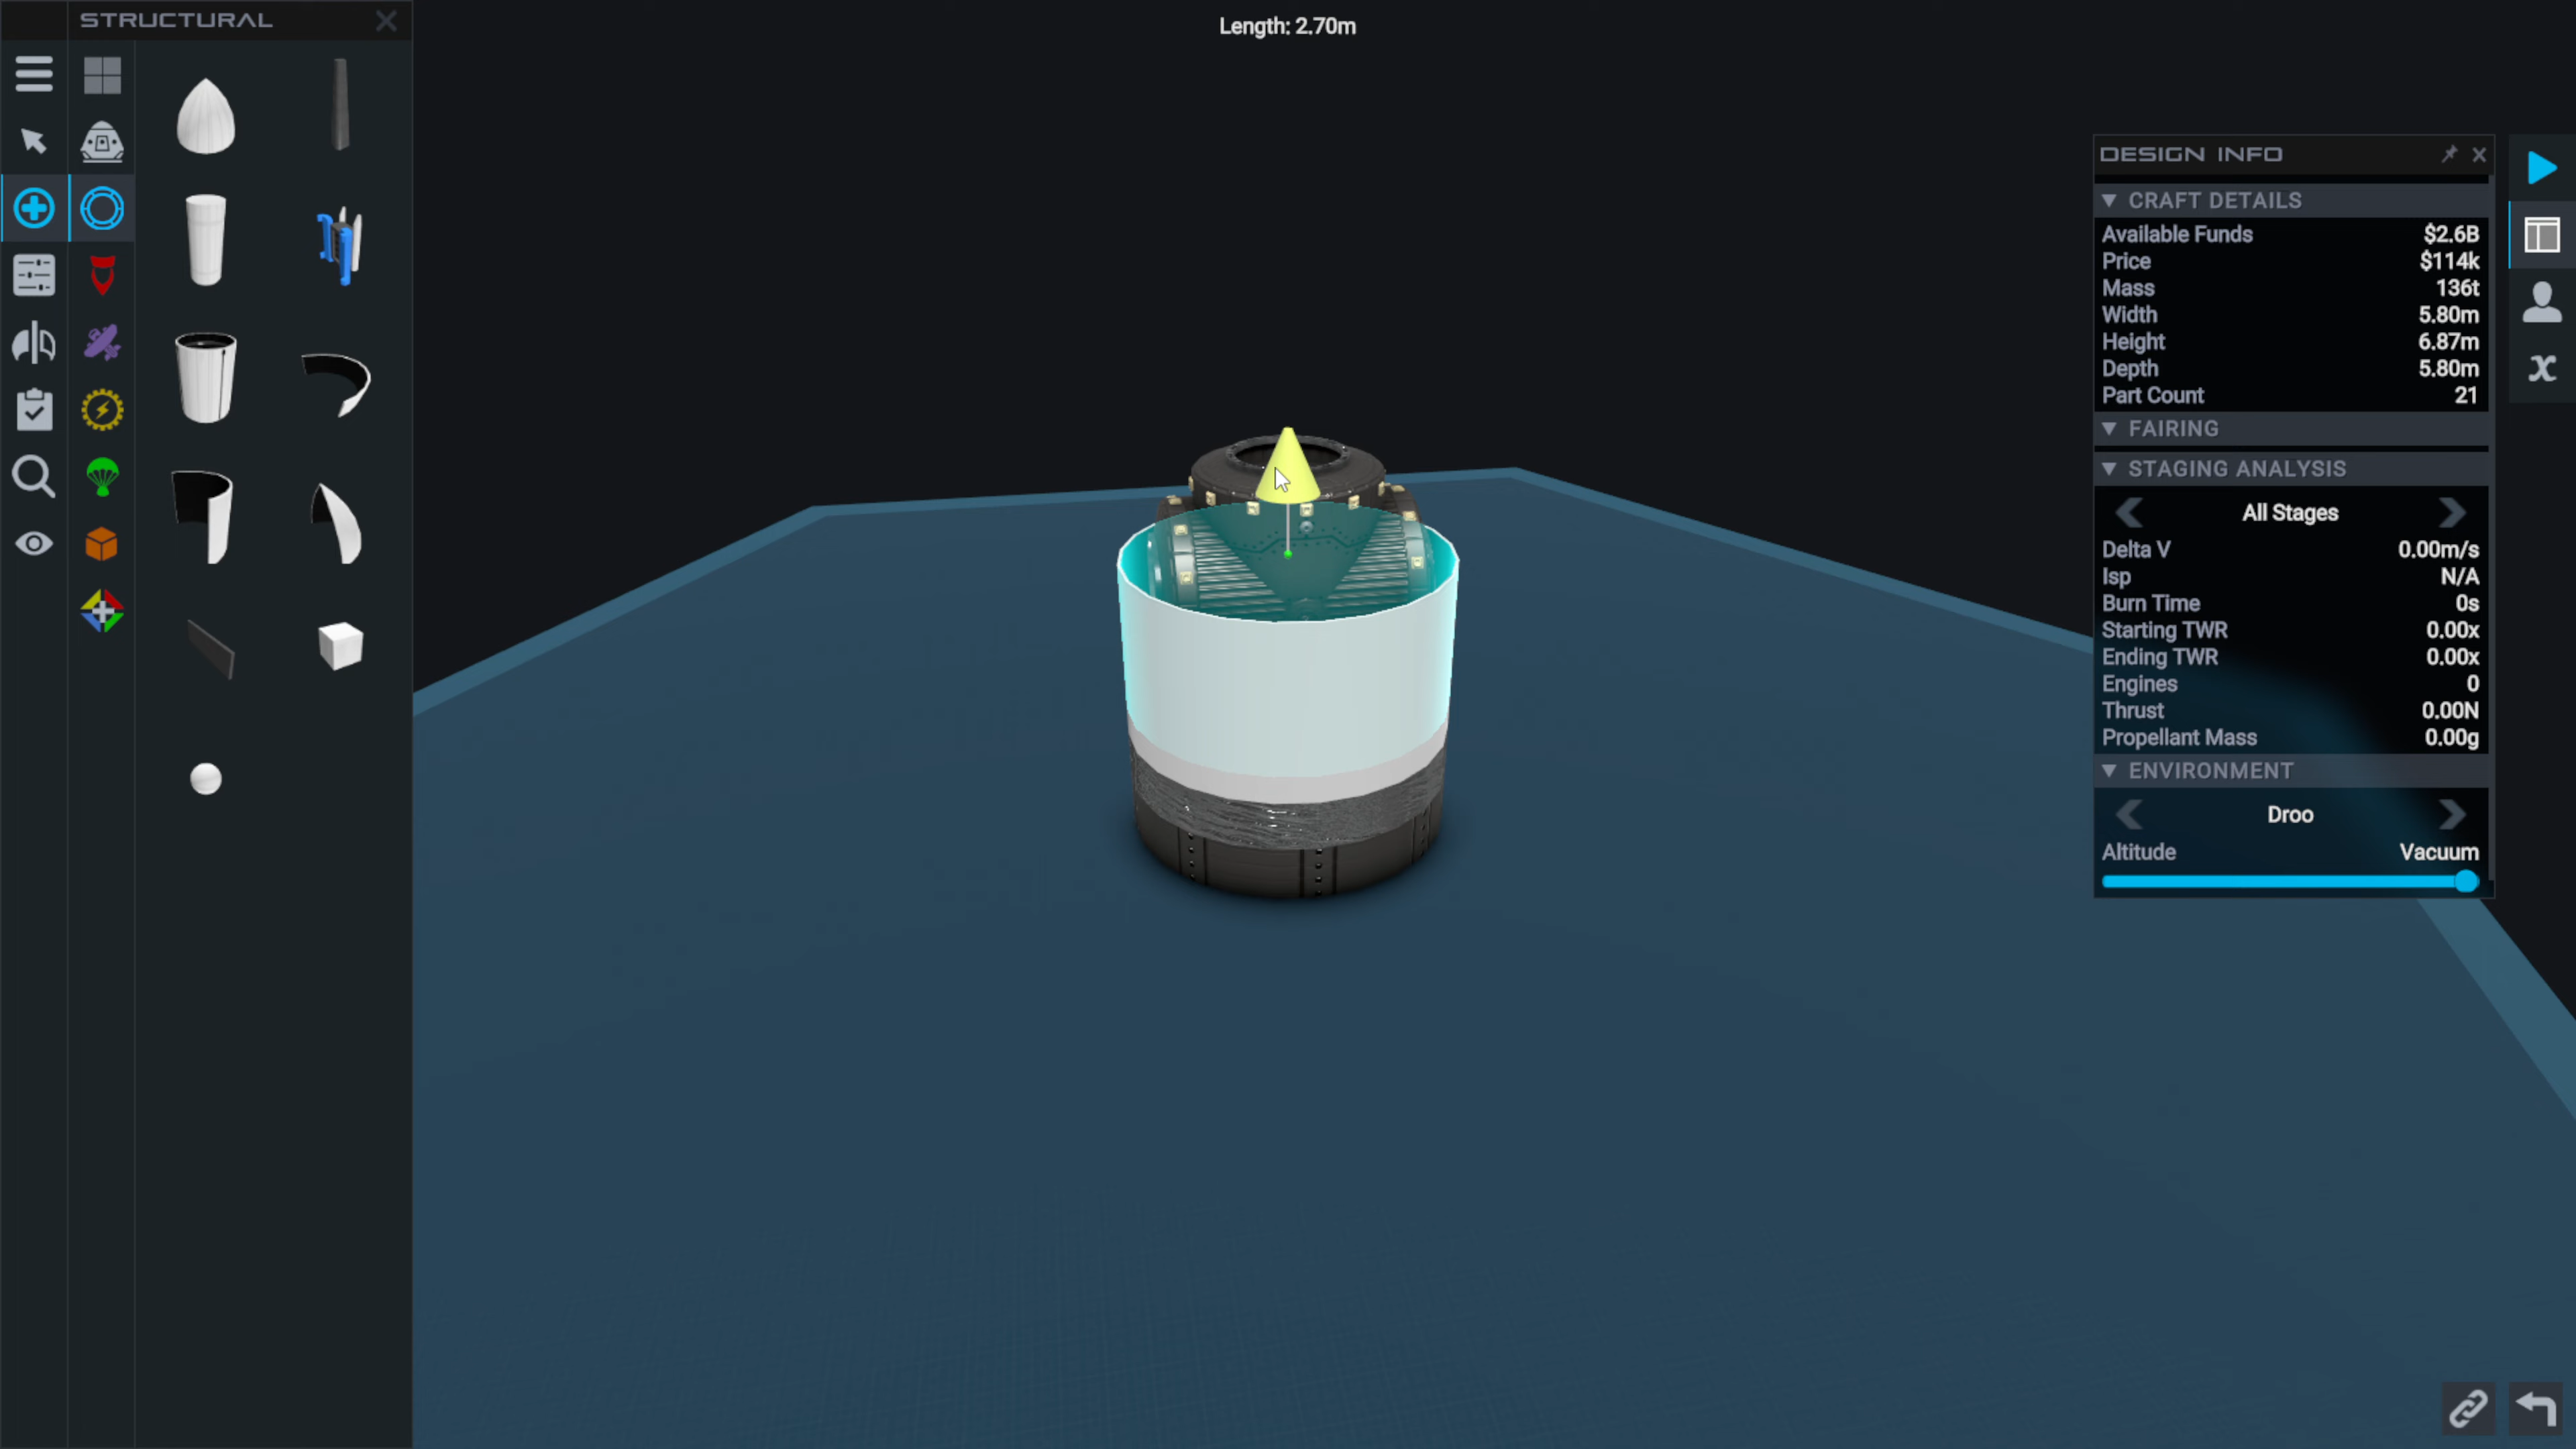 STRUCTURAL
Length: 2.70m
DESIGN INFO
CRAFT DETAILS
Available Funds $2.6B
Price $114k
Mass 136t
Width 5.80m
Height 6.87m
Depth 5.80m
Part Count 21
FAIRING
STAGING ANALYSIS
All Stages
Delta V 0.00m/s
Isp N/A
Burn Time 0s
Starting TWR 0.00x
Ending TWR 0.00x
Engines 0
Thrust 0.00N
Propellant Mass 0.00g
ENVIRONMENT
Droo
Altitude Vacuum